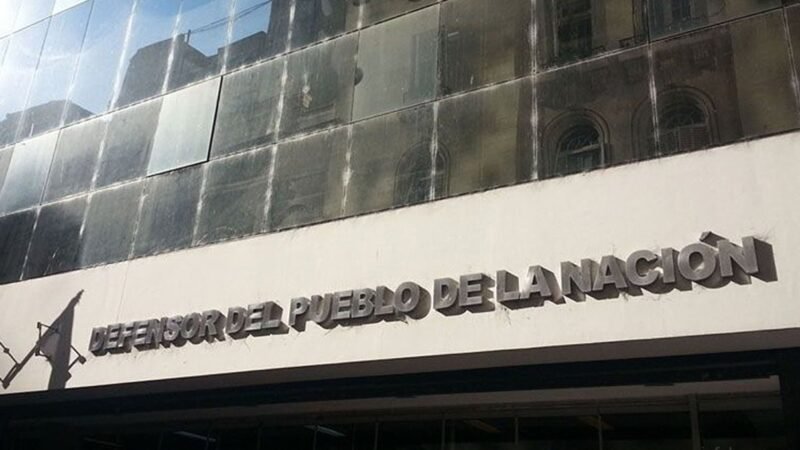 DEFENSOR DEL PUEBLO DE LA NACIÓN